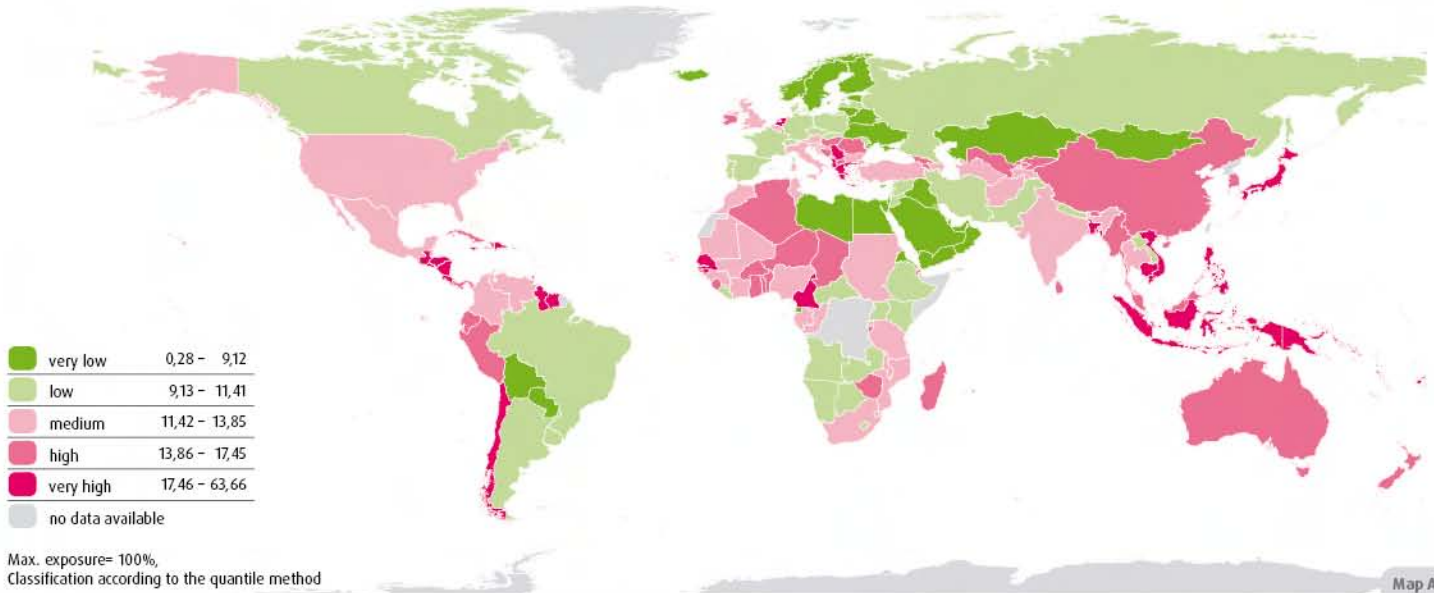 very low 0,28 – 9,12
low 9,13 – 11,41
medium 11,42 – 13,85
high 13,86 – 17,45
very high 17,46 – 63,66
no data available
Max. exposure= 100%,
Classification according to the quantile method
Map A